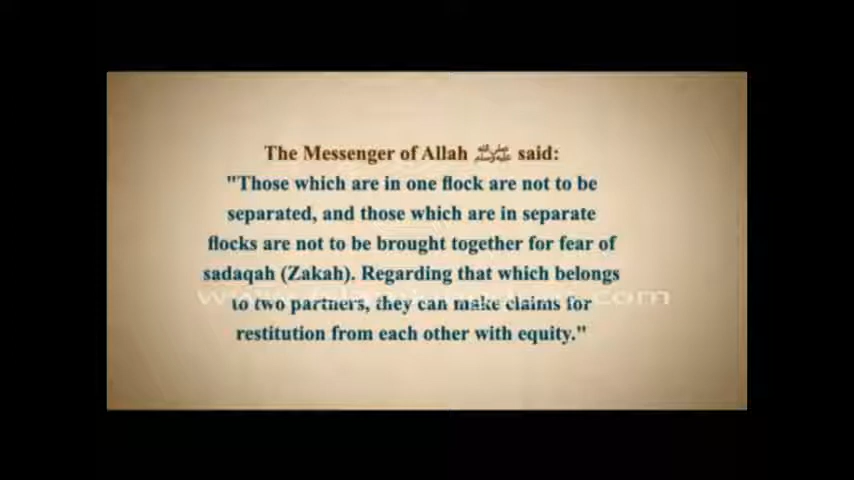 The Messenger of Allah ﷺ said:
"Those which are in one flock are not to be
separated, and those which are in separate
flocks are not to be brought together for fear of
sadaqah (Zakah). Regarding that which belongs
to two partners, they can make claims for
restitution from each other with equity."